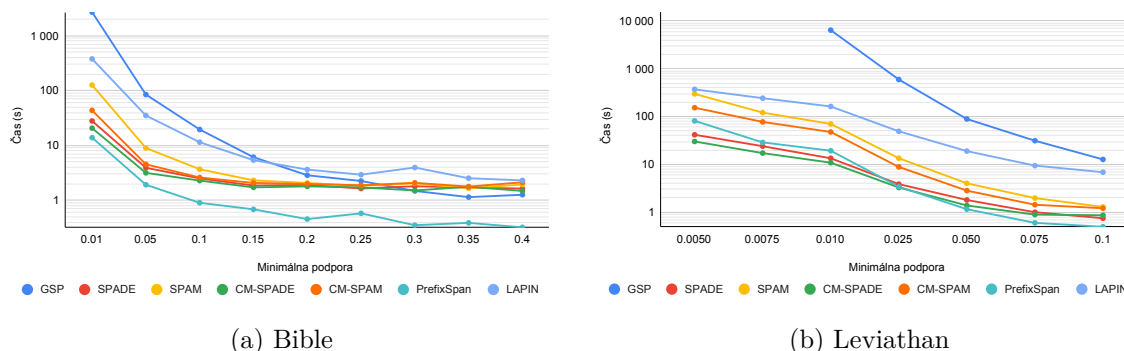 Čas (s)
1 000
100
10
1
0.01 0.05 0.1 0.15 0.2 0.25 0.3 0.35 0.4
Minimálna podpora
GSP SPADE SPAM CM-SPADE CM-SPAM PrefixSpan LAPIN
(a) Bible
Čas (s)
10 000
1 000
100
10
1
0.0050 0.0075 0.010 0.025 0.050 0.075 0.1
Minimálna podpora
GSP SPADE SPAM CM-SPADE CM-SPAM PrefixSpan LAPIN
(b) Leviathan